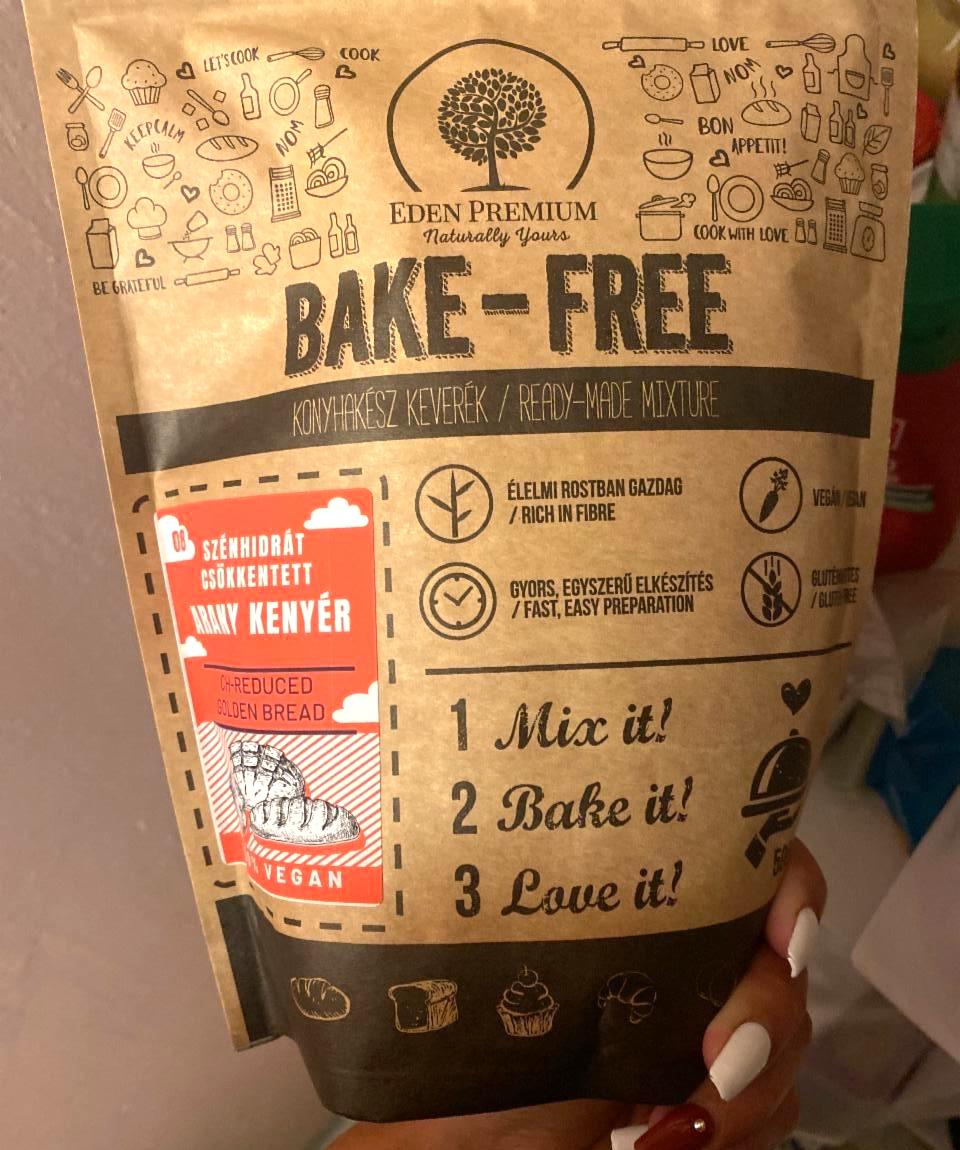 LET'S COOK
COOK
KEEP CALM
NOM
BE GRATEFUL
LOVE
NOM
BON
APPETIT!
COOK WITH LOVE
EDEN PREMIUM
Naturally Yours
BAKE-FREE
KONYHAKÉSZ KEVERÉK / READY-MADE MIXTURE
08
SZÉNHIDRÁT
CSÖKKENTETT
ARANY KENYÉR
CH-REDUCED
GOLDEN BREAD
VEGAN
ÉLELMI ROSTBAN GAZDAG
/ RICH IN FIBRE
VEGÁN / VEGAN
GYORS, EGYSZERŰ ELKÉSZÍTÉS
/ FAST, EASY PREPARATION
GLUTÉNMENTES
/ GLUTEN-FREE
1 Mix it!
2 Bake it!
3 Love it!